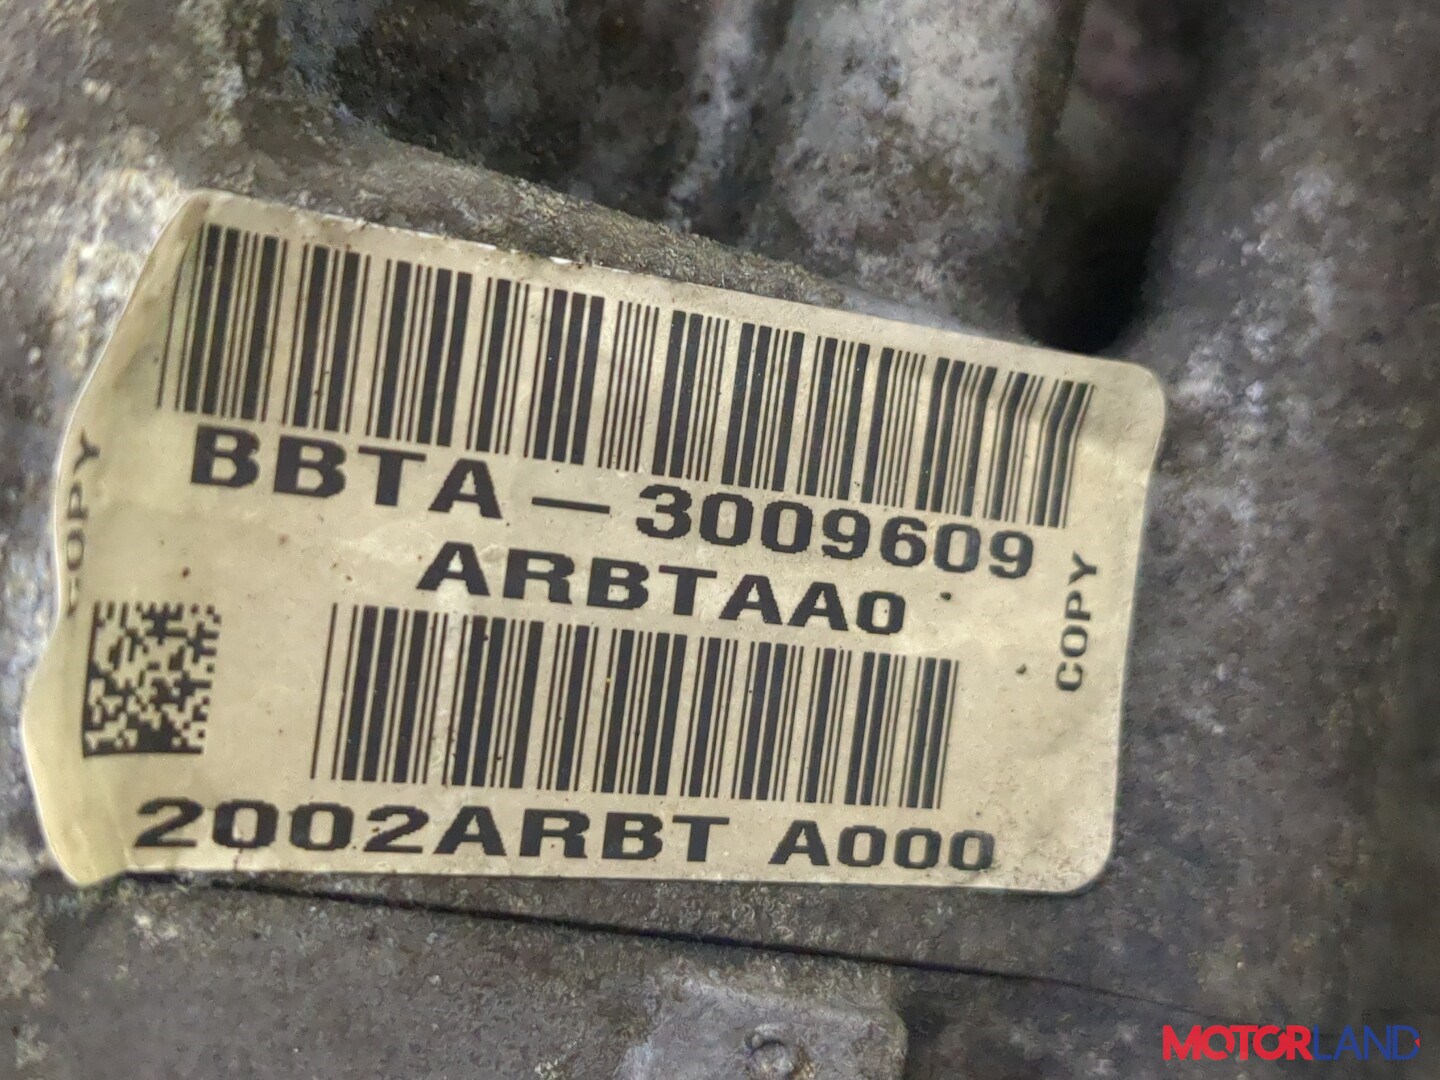 BBTA-3009609
ARBTAA0
COPY
COPY
2002ARBT A000
MOTORLAND